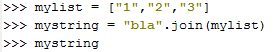 >>> mylist = ["1","2","3"]
>>> mystring = "bla".join(mylist)
>>> mystring